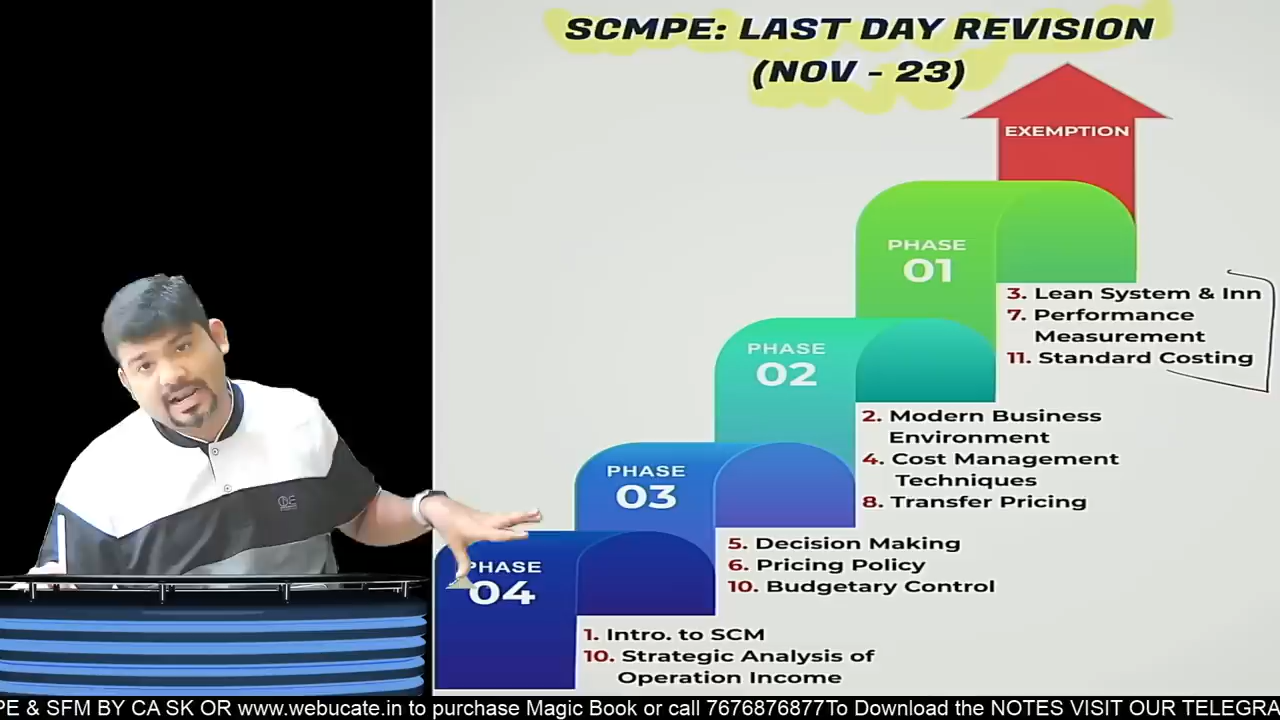 SCMPE: LAST DAY REVISION
(NOV - 23)
EXEMPTION
PHASE
01
3. Lean System & Inn
7. Performance
Measurement
11. Standard Costing
PHASE
02
2. Modern Business
Environment
4. Cost Management
Techniques
8. Transfer Pricing
PHASE
03
5. Decision Making
6. Pricing Policy
10. Budgetary Control
PHASE
04
1. Intro. to SCM
10. Strategic Analysis of
Operation Income
PE & SFM BY CA SK OR www.webucate.in to purchase Magic Book or call 7676876877To Download the NOTES VISIT OUR TELEGRA